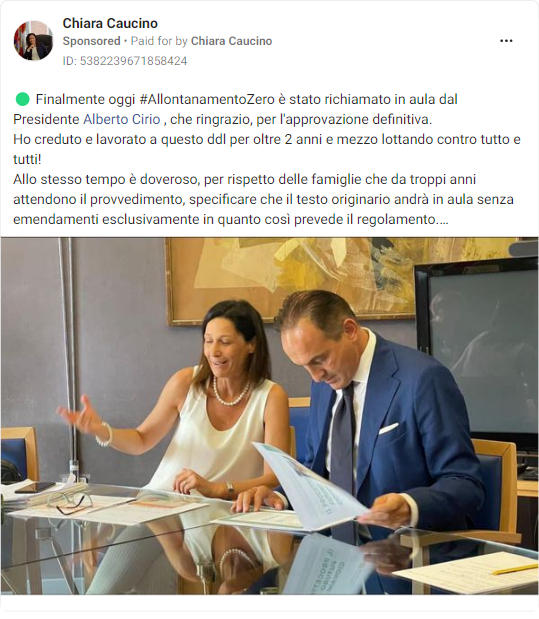 Chiara Caucino
Sponsored • Paid for by Chiara Caucino
ID: 5382239671858424
🟢 Finalmente oggi #AllontanamentoZero è stato richiamato in aula dal
Presidente Alberto Cirio , che ringrazio, per l'approvazione definitiva.
Ho creduto e lavorato a questo ddl per oltre 2 anni e mezzo lottando contro tutto e
tutti!
Allo stesso tempo è doveroso, per rispetto delle famiglie che da troppi anni
attendono il provvedimento, specificare che il testo originario andrà in aula senza
emendamenti esclusivamente in quanto così prevede il regolamento....